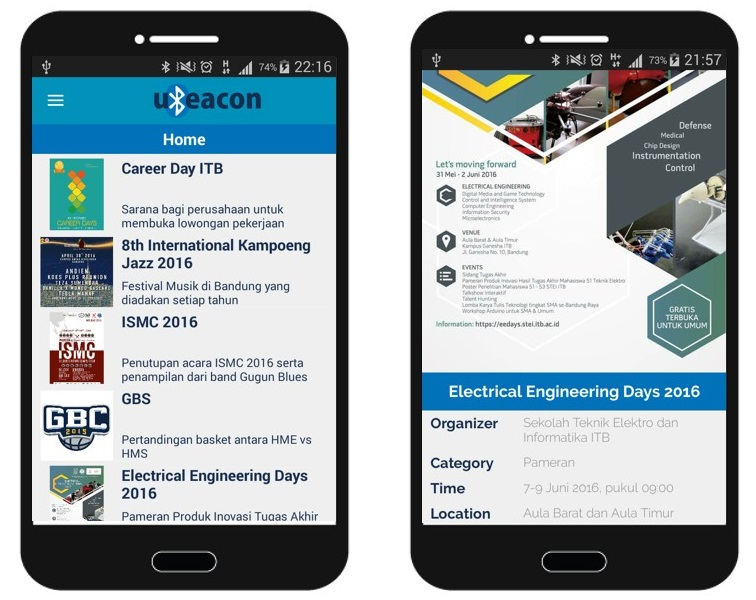 74% 22:16
uBeacon
Home
Career Day ITB
Sarana bagi perusahaan untuk
membuka lowongan pekerjaan
8th International Kampoeng
Jazz 2016
Festival Musik di Bandung yang
diadakan setiap tahun
ISMC 2016
ISMC
Penutupan acara ISMC 2016 serta
penampilan dari band Gugun Blues
GBS
GBC
2015
Pertandingan basket antara HME vs
HMS
Electrical Engineering Days
2016
Pameran Produk Inovasi Tugas Akhir
H+ 73% 21:57
Defense
Medical
Chip Design
Instrumentation
Control
Let's moving forward
31 Mei - 2 Juni 2016
ELECTRICAL ENGINEERING
Digital Media and Game Technology
Control and Intelligence System
Computer Engineering
Information Security
Microelectronics
VENUE
Aula Barat & Aula Timur
Kampus Ganesha ITB
Jl. Ganesha No. 10, Bandung
EVENTS
Sidang Tugas Akhir
Pameran Produk Inovasi Hasil Tugas Akhir Mahasiswa S1 Teknik Elektro
Poster Penelitian Mahasiswa S1 - S3 STEI ITB
Talkshow Interaktif
Talent Hunting
Lomba Karya Tulis Teknologi tingkat SMA se-Bandung Raya
Workshop Arduino untuk SMA & Umum
Information: https://eedays.stei.itb.ac.id
GRATIS
TERBUKA
UNTUK UMUM
Electrical Engineering Days 2016
Organizer Sekolah Teknik Elektro dan
Informatika ITB
Category Pameran
Time 7-9 Juni 2016, pukul 09:00
Location Aula Barat dan Aula Timur